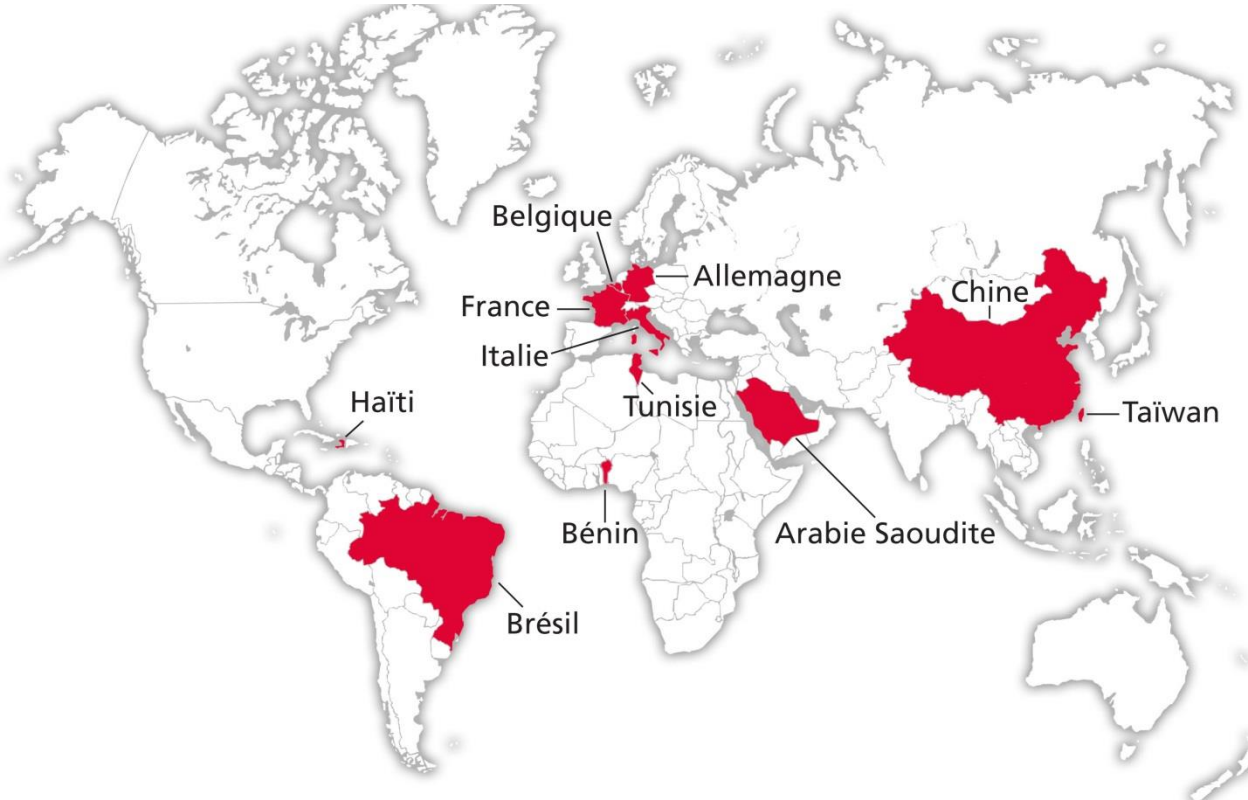 Belgique
Allemagne
Chine
France
Italie
Haïti
Tunisie
Taïwan
Bénin
Arabie Saoudite
Brésil